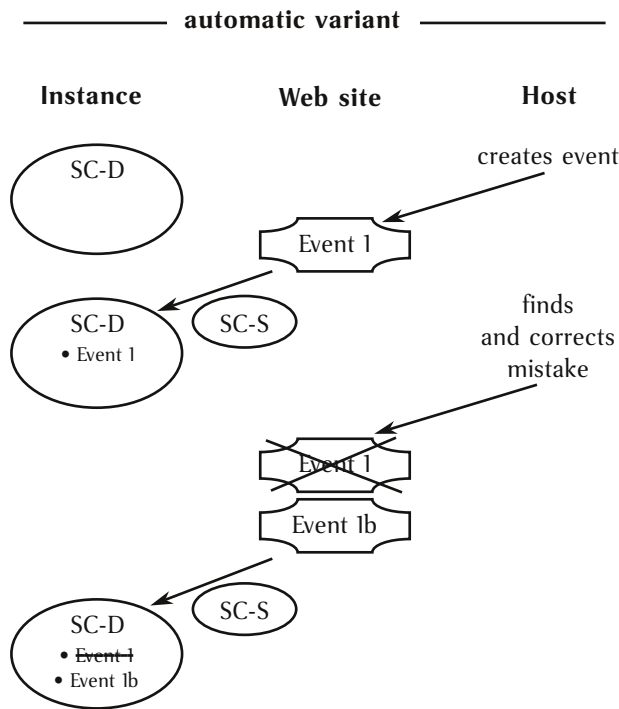 automatic variant
Instance Web site Host
SC-D
creates event
Event 1
SC-S
SC-D
• Event 1
finds
and corrects
mistake
Event 1
Event 1b
SC-S
SC-D
• Event 1
• Event 1b